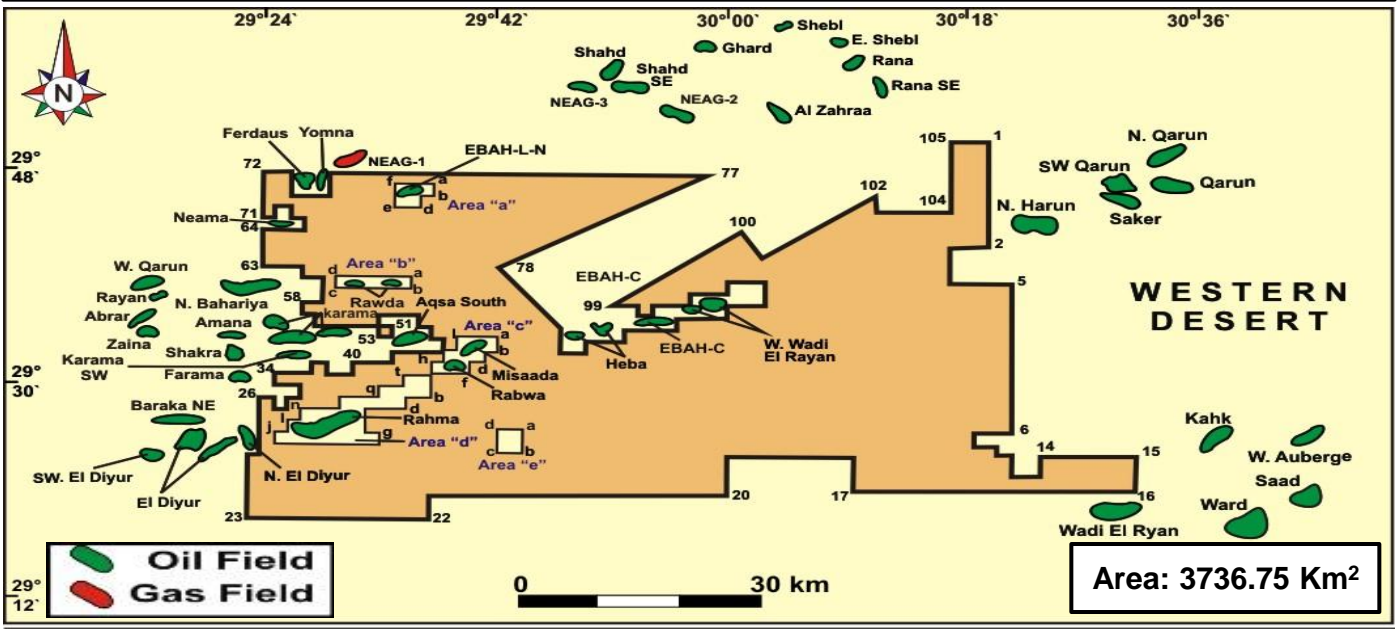 29° 24`
29° 42`
30° 00`
30° 18`
30° 36`
N
Shebl
E. Shebl
Ghard
Rana
Shahd
Shahd
SE
Rana SE
NEAG-3
NEAG-2
Al Zahraa
Ferdaus
Yomna
EBAH-L-N
NEAG-1
105
1
N. Qarun
29°
48`
72
77
SW Qarun
Qarun
f
a
b
e
d
Area "a"
102
104
Saker
N. Harun
71
Neama
64
100
2
63
78
W. Qarun
Area "b"
d
a
c
b
EBAH-C
5
Rayan
N. Bahariya
58
Rawda
Aqsa South
99
WESTERN
DESERT
Abrar
Amana
karama
51
53
Area "c"
Zaina
l
a
b
W. Wadi
El Rayan
EBAH-C
Heba
Karama
SW
Shakra
40
h
d
Misaada
34
Farama
f
Rabwa
29°
30`
26
t
q
b
n
d
Baraka NE
l
j
Rahma
g
Area "d"
d
a
c
b
Area "e"
6
14
15
Kahk
W. Auberge
SW. El Diyur
El Diyur
N. El Diyur
Saad
23
22
20
17
16
Ward
Wadi El Ryan
Oil Field
Gas Field
0
30 km
Area: 3736.75 Km²
29°
12`